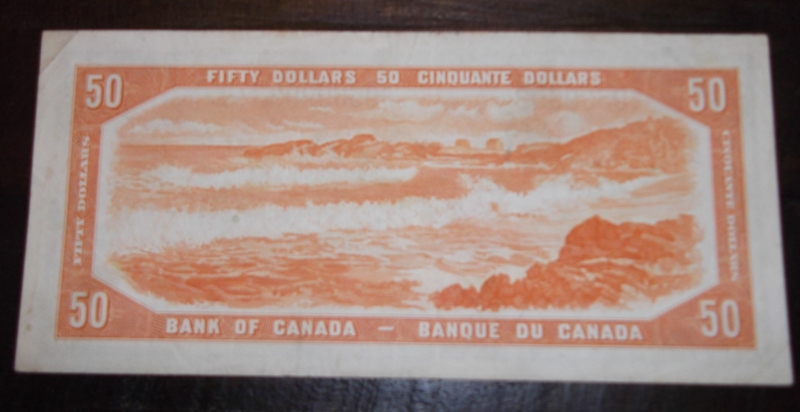 FIFTY DOLLARS 50 CINQUANTE DOLLARS
50
50
FIFTY DOLLARS
CINQUANTE DOLLARS
50
50
BANK OF CANADA — BANQUE DU CANADA